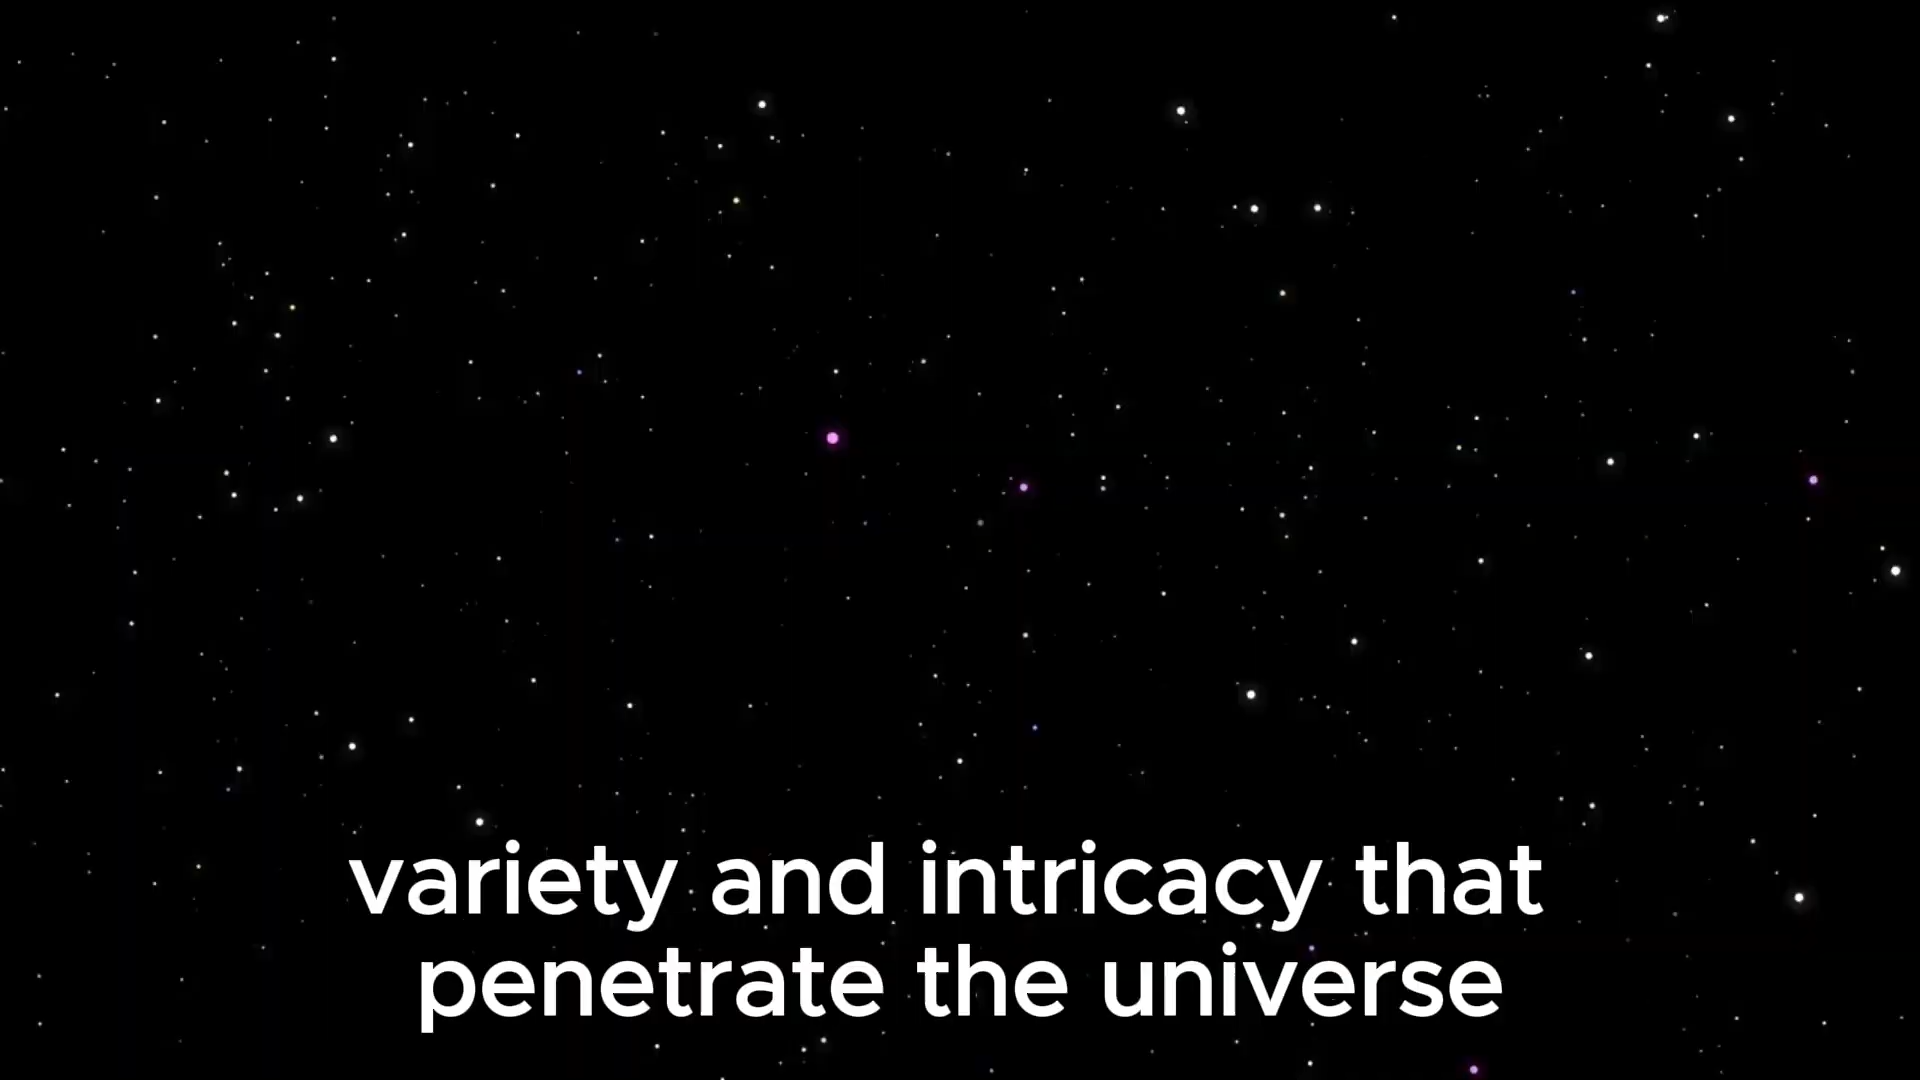 variety and intricacy that
penetrate the universe